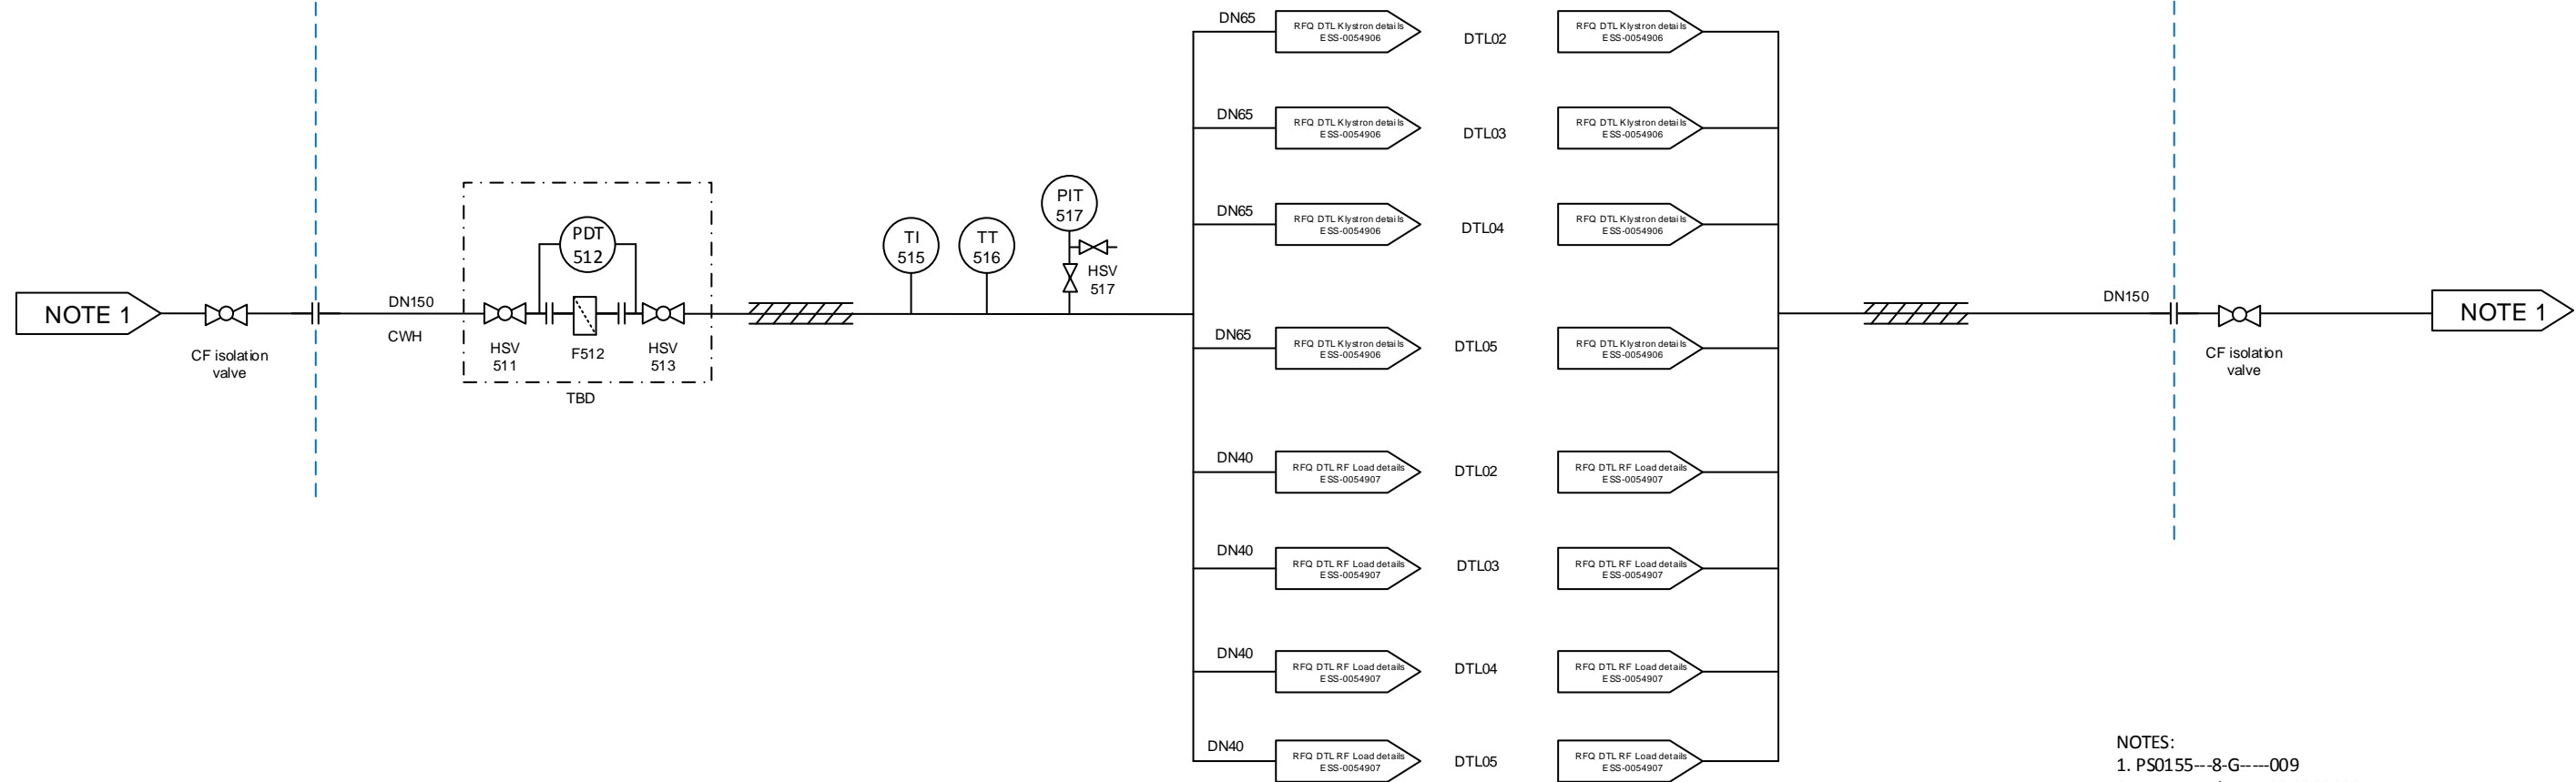 DN65
RFQ DTL Klystron details
ESS-0054906
DTL02
RFQ DTL Klystron details
ESS-0054906
DN65
RFQ DTL Klystron details
ESS-0054906
DTL03
RFQ DTL Klystron details
ESS-0054906
PIT
517
DN65
RFQ DTL Klystron details
ESS-0054906
DTL04
RFQ DTL Klystron details
ESS-0054906
PDT
512
TI
515
TT
516
HSV
517
NOTE 1
CF isolation
valve
DN150
CWH
HSV
511
F512
HSV
513
TBD
DN65
RFQ DTL Klystron details
ESS-0054906
DTL05
RFQ DTL Klystron details
ESS-0054906
DN150
CF isolation
valve
NOTE 1
DN40
RFQ DTL RF Load details
ESS-0054907
DTL02
RFQ DTL RF Load details
ESS-0054907
DN40
RFQ DTL RF Load details
ESS-0054907
DTL03
RFQ DTL RF Load details
ESS-0054907
DN40
RFQ DTL RF Load details
ESS-0054907
DTL04
RFQ DTL RF Load details
ESS-0054907
DN40
RFQ DTL RF Load details
ESS-0054907
DTL05
RFQ DTL RF Load details
ESS-0054907
NOTES:
1. PS0155---8-G-----009